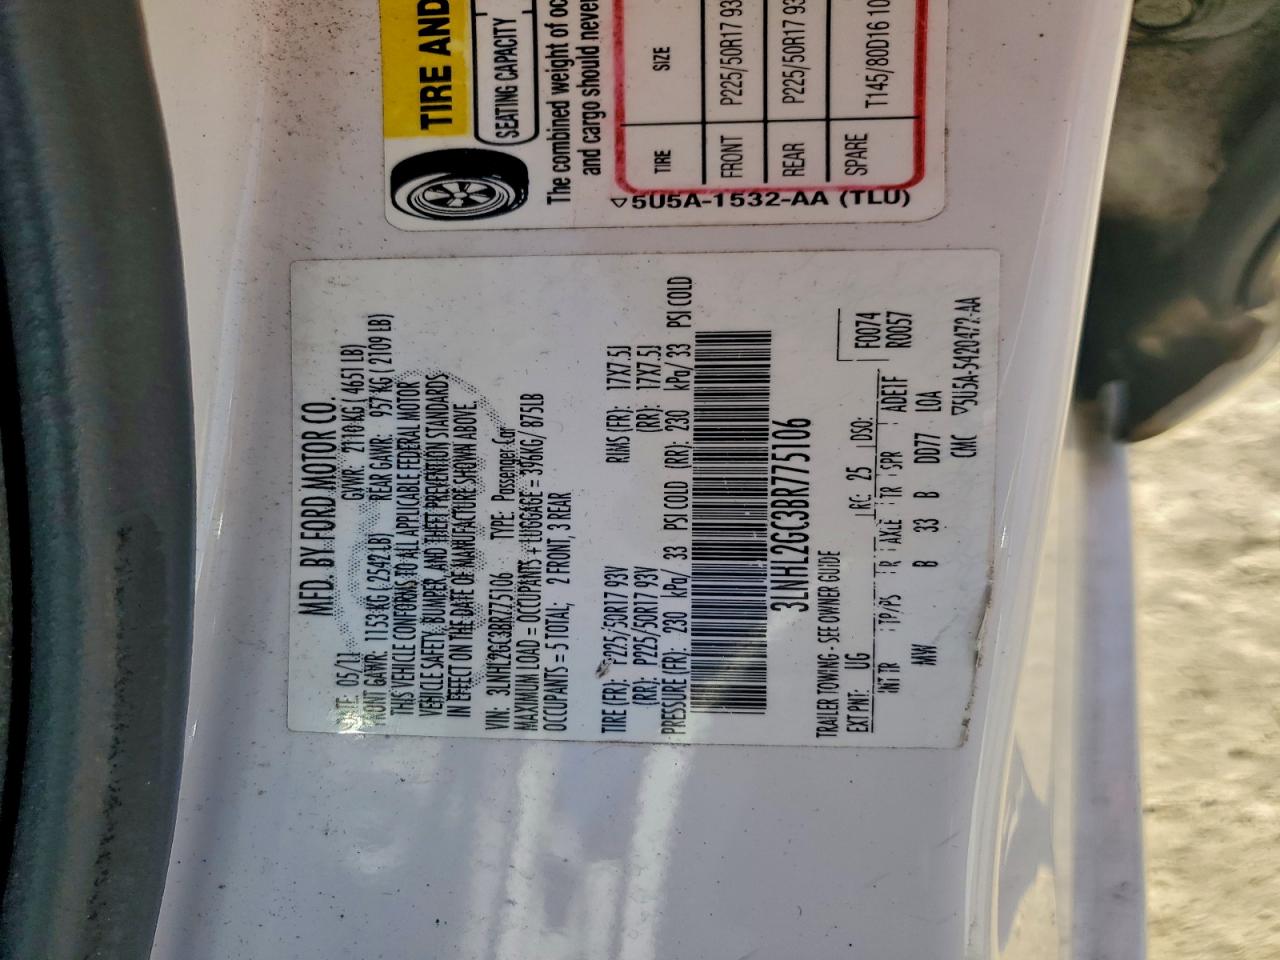 TIRE AND
SEATING CAPACITY
The combined weight of oc
and cargo should never
TIRE SIZE
FRONT P225/50R17 93
REAR P225/50R17 93
SPARE T145/80D16 10
▽5U5A-1532-AA (TLU)
MFD. BY FORD MOTOR CO.
DATE: 05/11 GVWR: 2110 KG ( 4651 LB)
FRONT GAWR: 1153 KG ( 2542 LB) REAR GAWR: 957 KG ( 2109 LB)
THIS VEHICLE CONFORMS TO ALL APPLICABLE FEDERAL MOTOR
VEHICLE SAFETY, BUMPER, AND THEFT PREVENTION STANDARDS
IN EFFECT ON THE DATE OF MANUFACTURE SHOWN ABOVE.
VIN: 3LNHL2GC3BR775106 TYPE: Passenger Car
MAXIMUM LOAD = OCCUPANTS + LUGGAGE = 396KG/ 875LB
OCCUPANTS = 5 TOTAL; 2 FRONT, 3 REAR
TIRE (FR): P225/50R17 93V RIMS (FR): 17X7.5J
(RR): P225/50R17 93V (RR): 17X7.5J
PRESSURE (FR): 230 kPa/ 33 PSI COLD (RR): 230 kPa/ 33 PSI COLD
3LNHL2GC3BR775106
TRAILER TOWING - SEE OWNER GUIDE
F0074
R0057
EXT PNT: UG RC: 25 DSO:
INT TR TP/PS R AXLE TR SPR ADE1F
MW B 33 B DD77 LOA
CMC ▽5U5A-5420472-AA